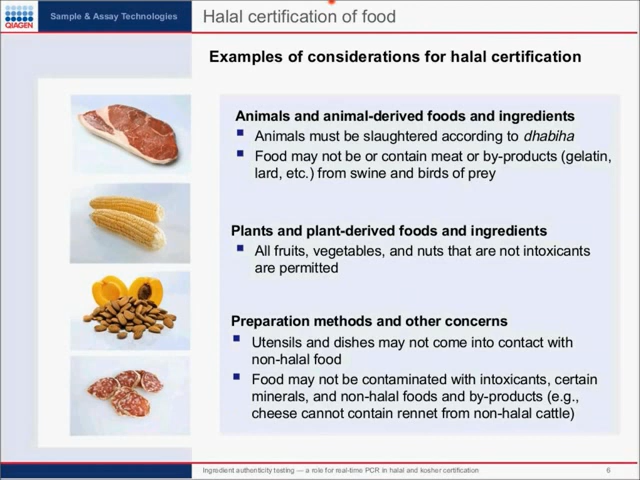 QIAGEN
Sample & Assay Technologies
Halal certification of food
Examples of considerations for halal certification
Animals and animal-derived foods and ingredients
Animals must be slaughtered according to dhabiha
Food may not be or contain meat or by-products (gelatin,
lard, etc.) from swine and birds of prey
Plants and plant-derived foods and ingredients
All fruits, vegetables, and nuts that are not intoxicants
are permitted
Preparation methods and other concerns
Utensils and dishes may not come into contact with
non-halal food
Food may not be contaminated with intoxicants, certain
minerals, and non-halal foods and by-products (e.g.,
cheese cannot contain rennet from non-halal cattle)
Ingredient authenticity testing — a role for real-time PCR in halal and kosher certification
6